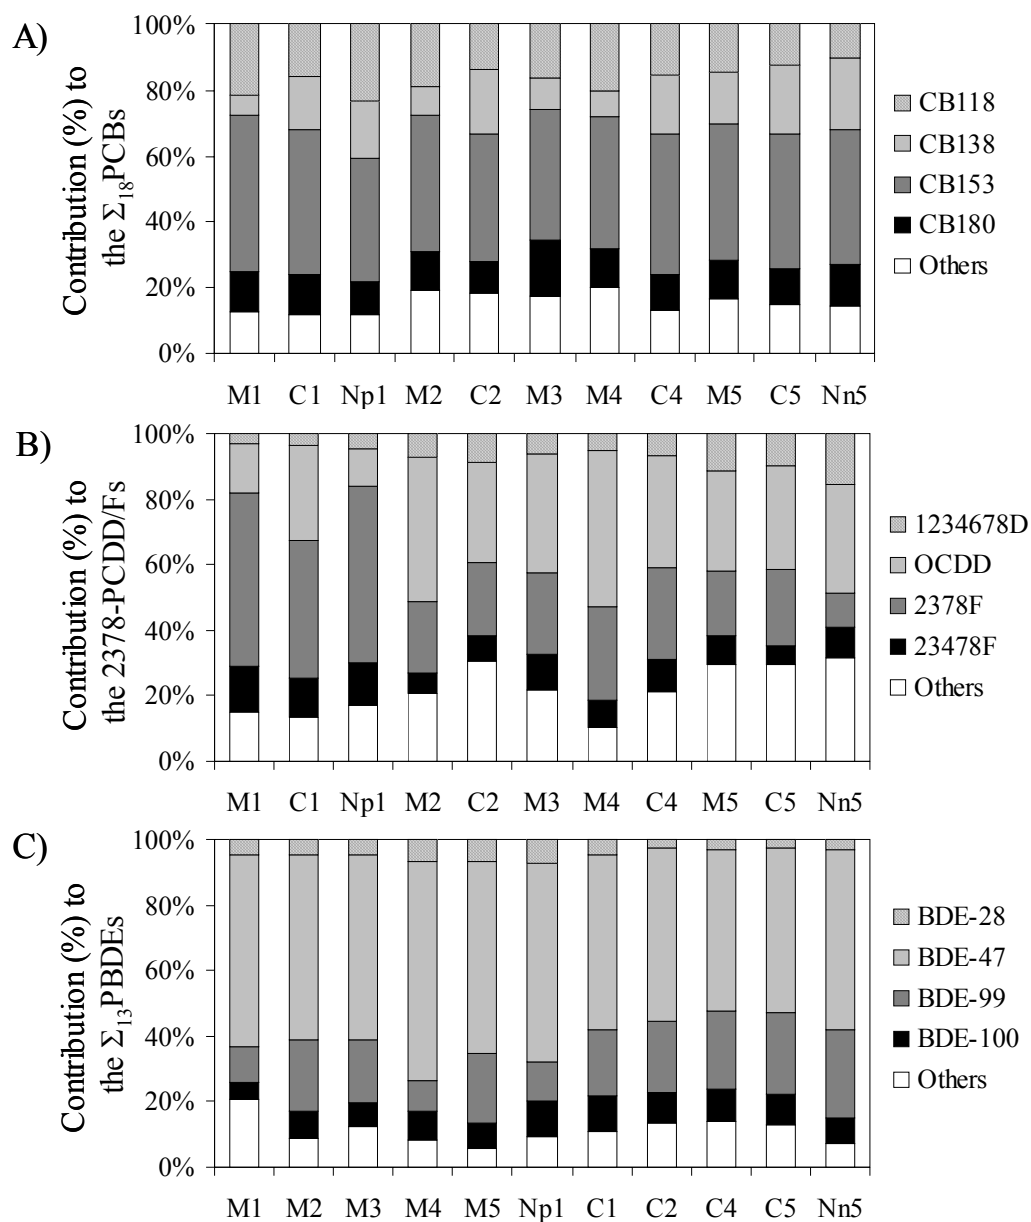 A)
Contribution (%) to
the Σ18PCBs
100%
80%
60%
40%
20%
0%
M1 C1 Np1 M2 C2 M3 M4 C4 M5 C5 Nn5
CB118
CB138
CB153
CB180
Others
B)
Contribution (%) to
the 2378-PCDD/Fs
100%
80%
60%
40%
20%
0%
M1 C1 Np1 M2 C2 M3 M4 C4 M5 C5 Nn5
1234678D
OCDD
2378F
23478F
Others
C)
Contribution (%) to
the Σ13PBDEs
100%
80%
60%
40%
20%
0%
M1 M2 M3 M4 M5 Np1 C1 C2 C4 C5 Nn5
BDE-28
BDE-47
BDE-99
BDE-100
Others